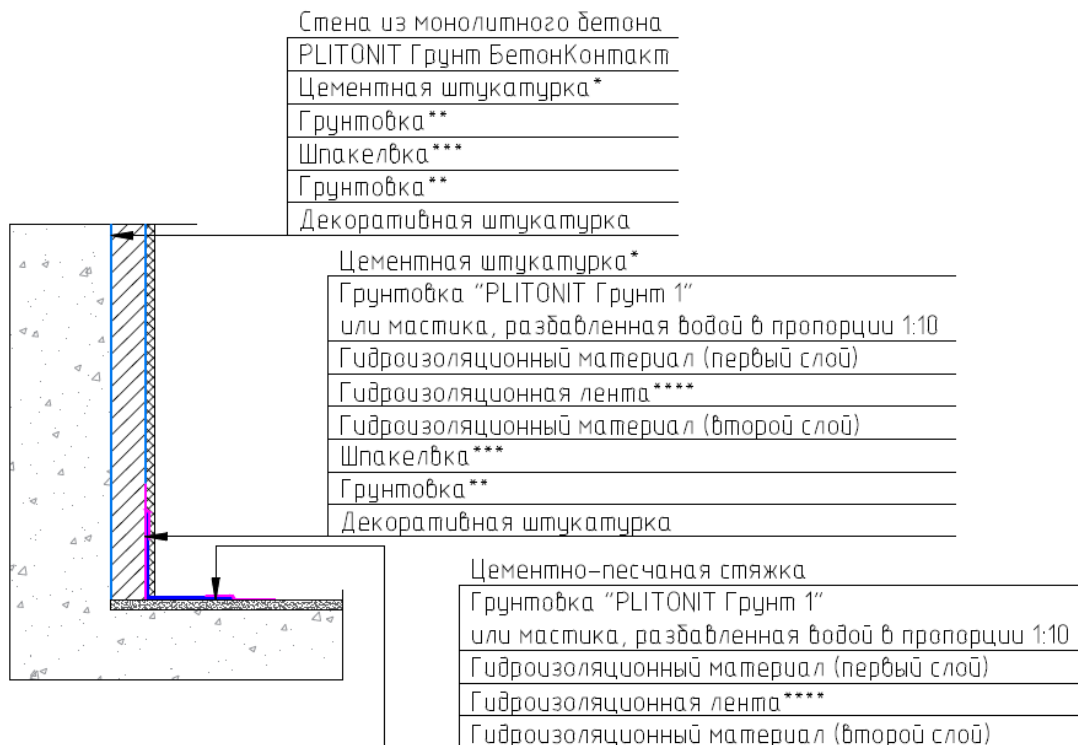 Стена из монолитного бетона
PLITONIT Грунт БетонКонтакт
Цементная штукатурка*
Грунтовка**
Шпакелвка***
Грунтовка**
Декоративная штукатурка
Цементная штукатурка*
Грунтовка “PLITONIT Грунт 1”
или мастика, разбавленная водой в пропорции 1:10
Гидроизоляционный материал (первый слой)
Гидроизоляционная лента****
Гидроизоляционный материал (второй слой)
Шпакелвка***
Грунтовка**
Декоративная штукатурка
Цементно-песчаная стяжка
Грунтовка “PLITONIT Грунт 1”
или мастика, разбавленная водой в пропорции 1:10
Гидроизоляционный материал (первый слой)
Гидроизоляционная лента****
Гидроизоляционный материал (второй слой)